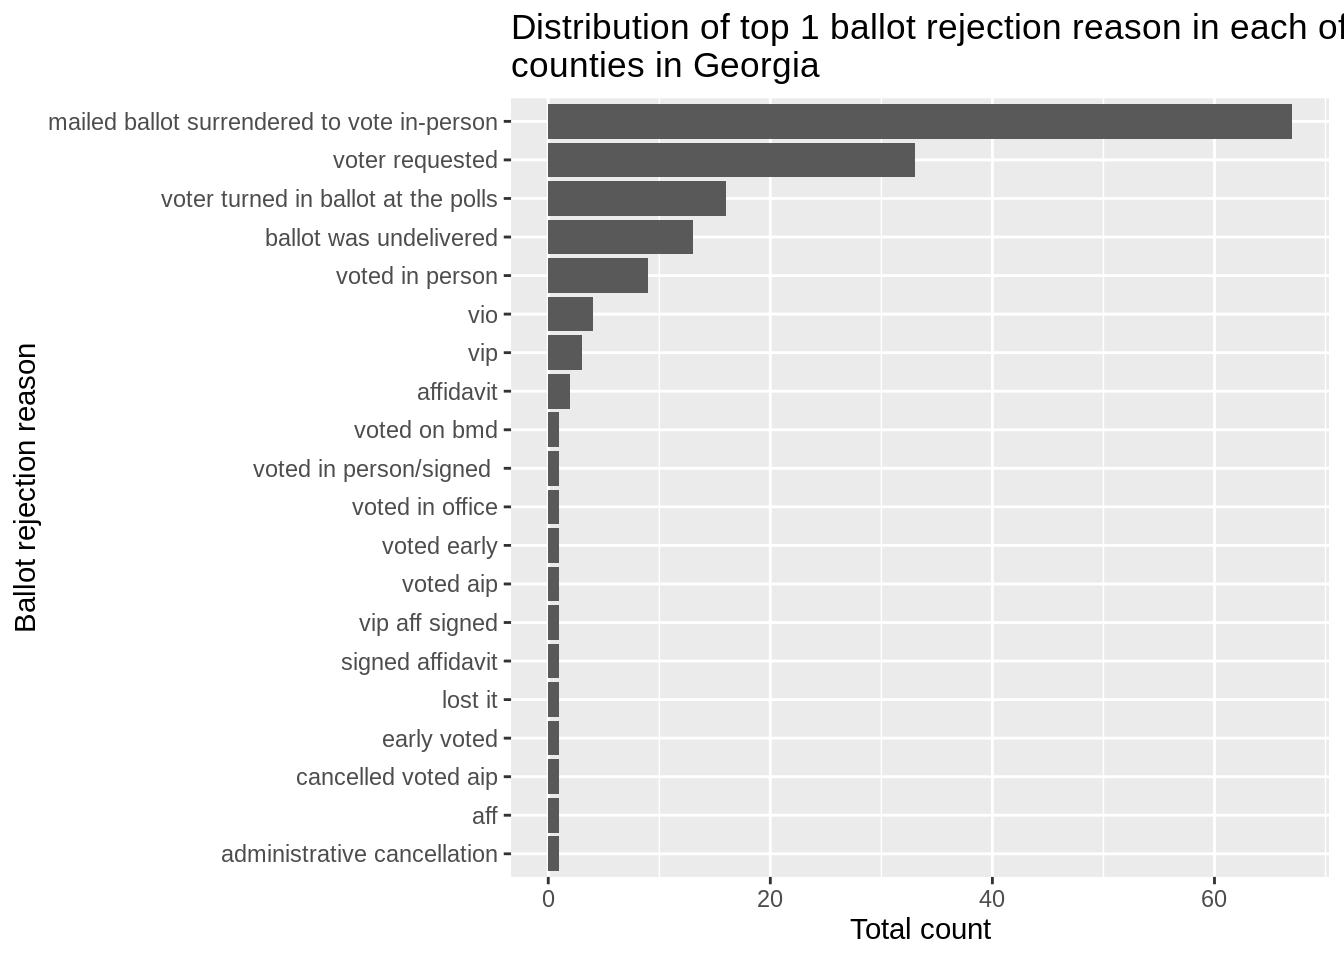 Distribution of top 1 ballot rejection reason in each of
counties in Georgia
Ballot rejection reason
mailed ballot surrendered to vote in-person
voter requested
voter turned in ballot at the polls
ballot was undelivered
voted in person
vio
vip
affidavit
voted on bmd
voted in person/signed
voted in office
voted early
voted aip
vip aff signed
signed affidavit
lost it
early voted
cancelled voted aip
aff
administrative cancellation
0 20 40 60
Total count